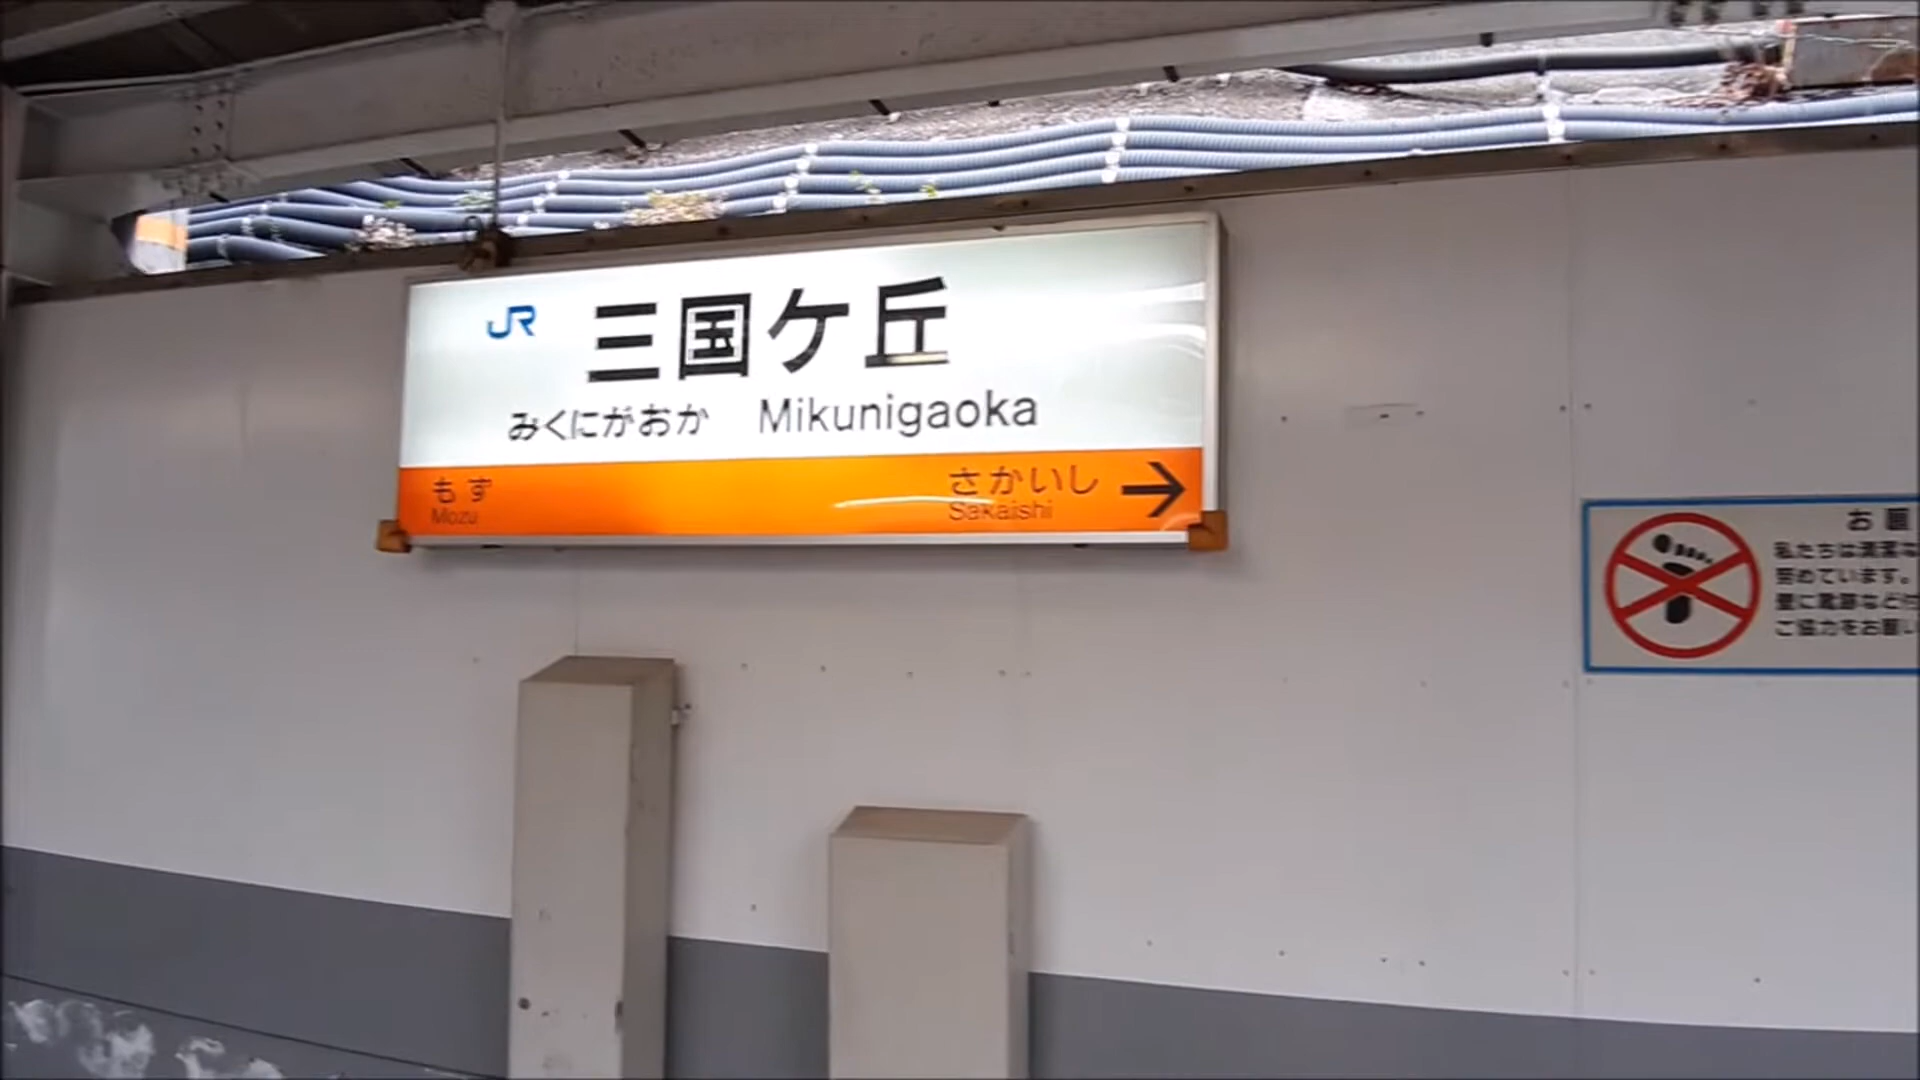 JR 三国ケ丘
みくにがおか Mikunigaoka
もず さかいし →
Mozu Sakaishi
お願
私たちは清潔な
努めています。
壁に靴跡など付
ご協力をお願い